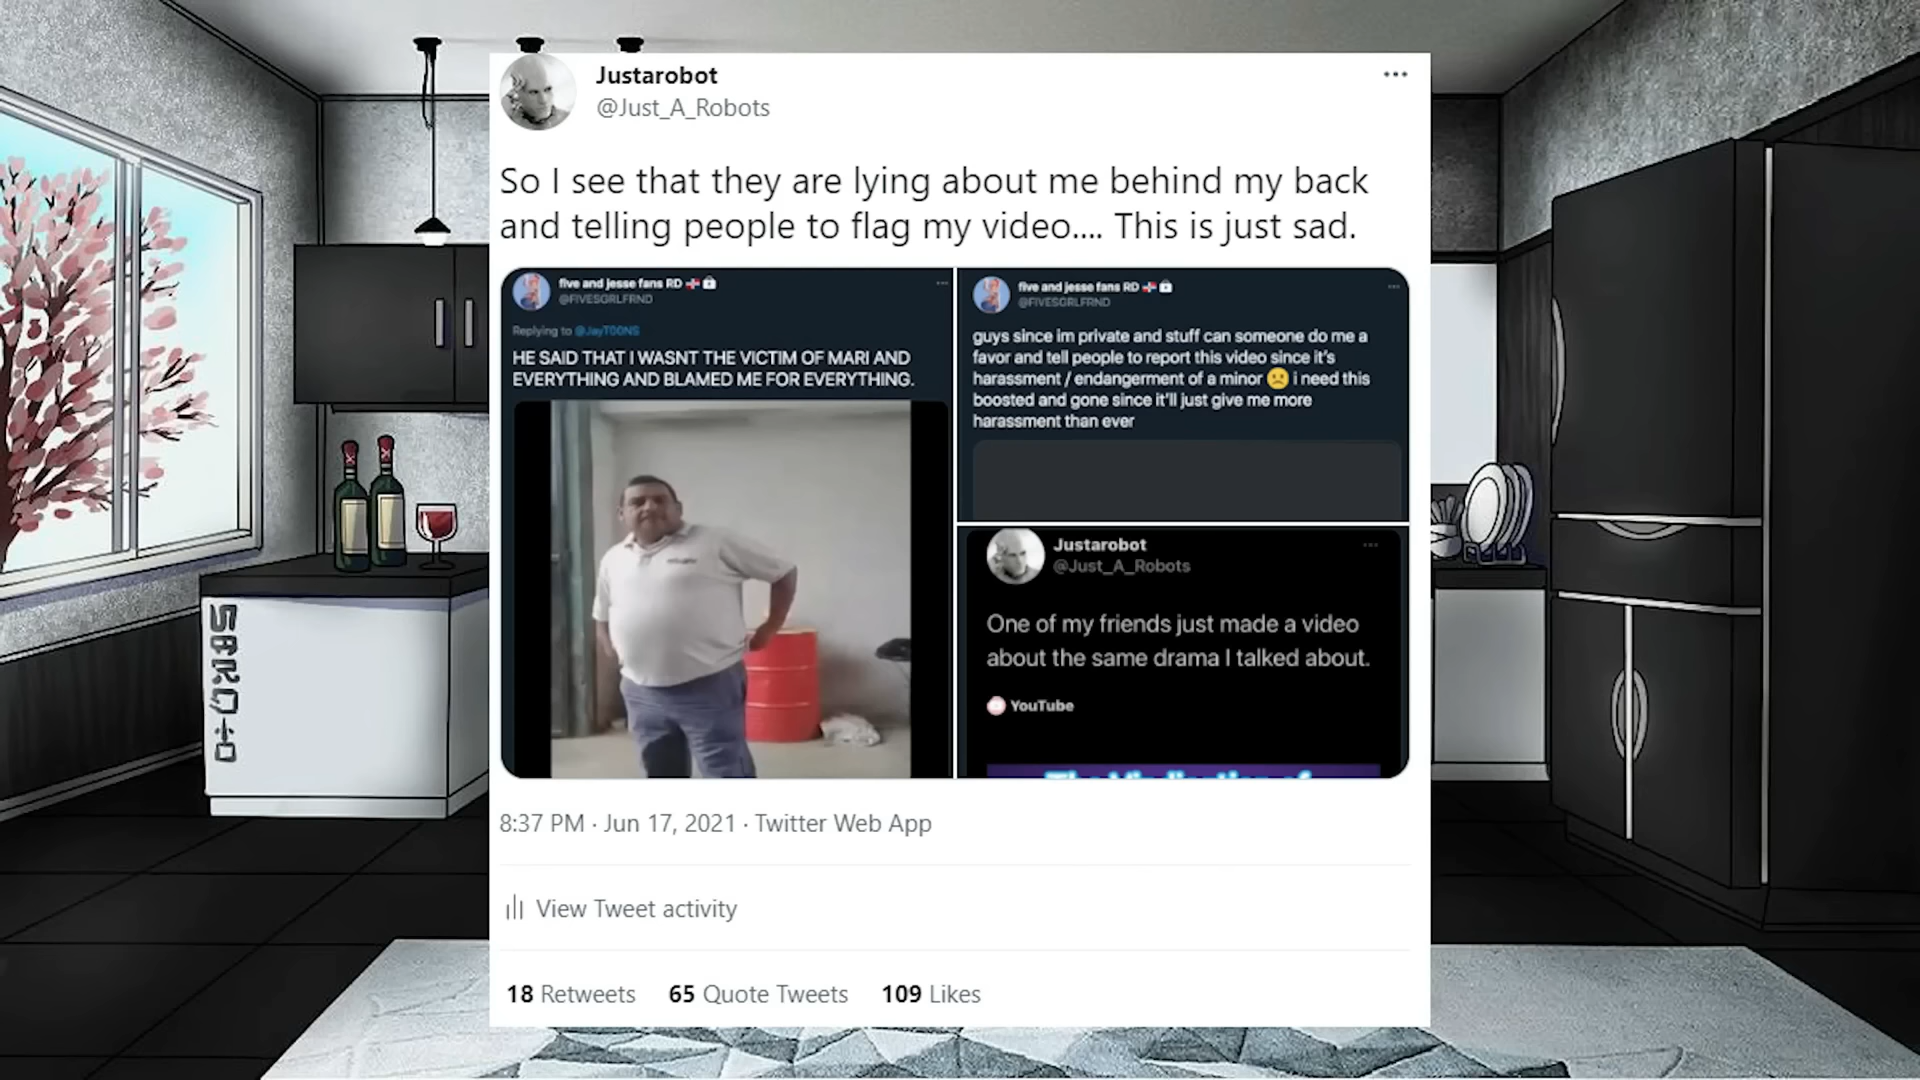 Justarobot
@Just_A_Robots
So I see that they are lying about me behind my back
and telling people to flag my video.... This is just sad.
five and jesse fans RD
@FIVESGRLFRND
Replying to @JayT00NS
HE SAID THAT I WASNT THE VICTIM OF MARI AND
EVERYTHING AND BLAMED ME FOR EVERYTHING.
five and jesse fans RD
@FIVESGRLFRND
guys since im private and stuff can someone do me a
favor and tell people to report this video since it's
harassment / endangerment of a minor 🙁 i need this
boosted and gone since it'll just give me more
harassment than ever
Justarobot
@Just_A_Robots
One of my friends just made a video
about the same drama I talked about.
YouTube
8:37 PM · Jun 17, 2021 · Twitter Web App
View Tweet activity
18 Retweets 65 Quote Tweets 109 Likes